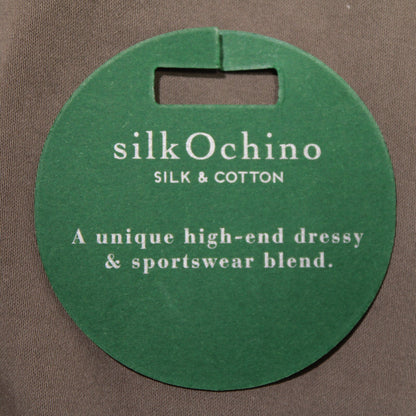 silkOchino
SILK & COTTON
A unique high-end dressy
& sportswear blend.